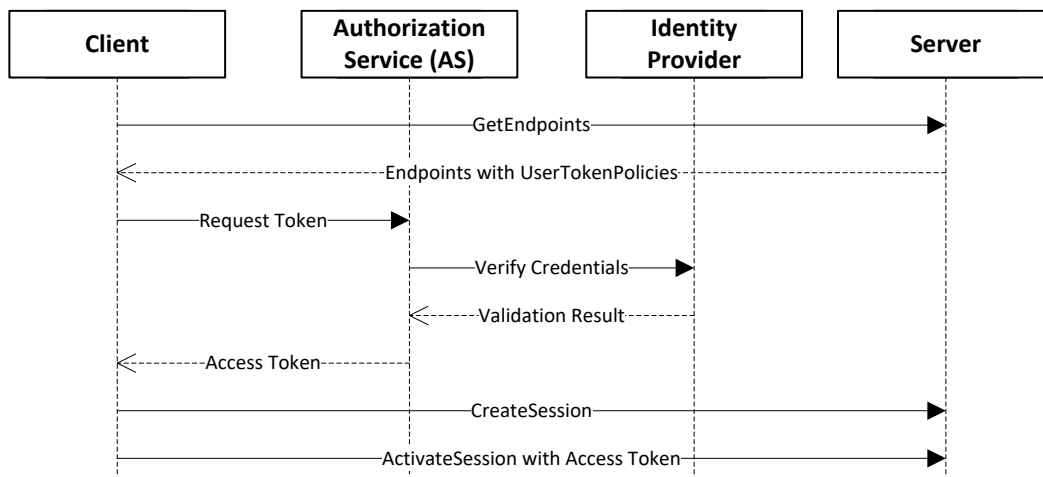 Client
Authorization
Service (AS)
Identity
Provider
Server
GetEndpoints
Endpoints with UserTokenPolicies
Request Token
Verify Credentials
Validation Result
Access Token
CreateSession
ActivateSession with Access Token